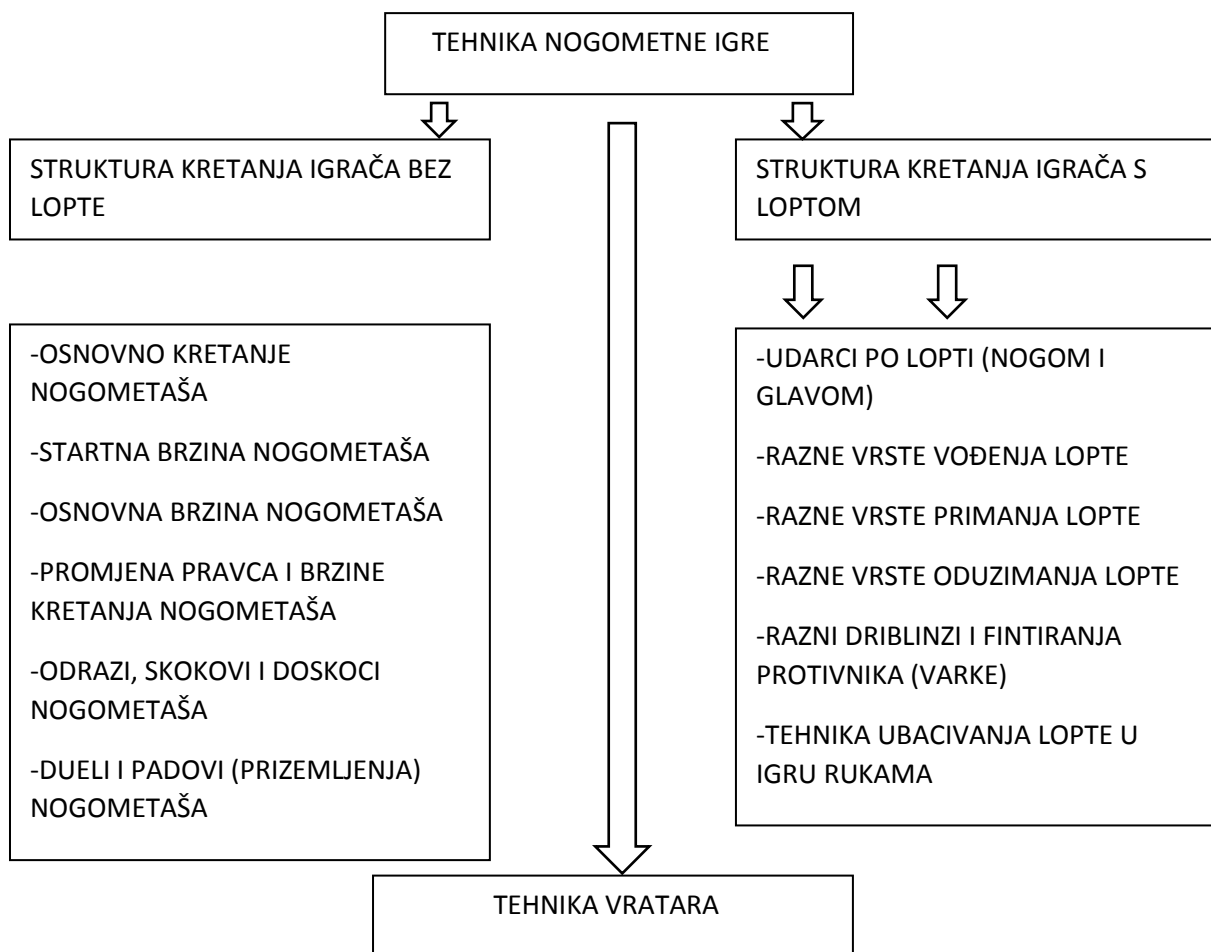 TEHNIKA NOGOMETNE IGRE
STRUKTURA KRETANJA IGRAČA BEZ
LOPTE
STRUKTURA KRETANJA IGRAČA S
LOPTOM
-OSNOVNO KRETANJE
NOGOMETAŠA
-STARTNA BRZINA NOGOMETAŠA
-OSNOVNA BRZINA NOGOMETAŠA
-PROMJENA PRAVCA I BRZINE
KRETANJA NOGOMETAŠA
-ODRAZI, SKOKOVI I DOSKOCI
NOGOMETAŠA
-DUELI I PADOVI (PRIZEMLJENJA)
NOGOMETAŠA
-UDARCI PO LOPTI (NOGOM I
GLAVOM)
-RAZNE VRSTE VOĐENJA LOPTE
-RAZNE VRSTE PRIMANJA LOPTE
-RAZNE VRSTE ODUZIMANJA LOPTE
-RAZNI DRIBLINZI I FINTIRANJA
PROTIVNIKA (VARKE)
-TEHNIKA UBACIVANJA LOPTE U
IGRU RUKAMA
TEHNIKA VRATARA